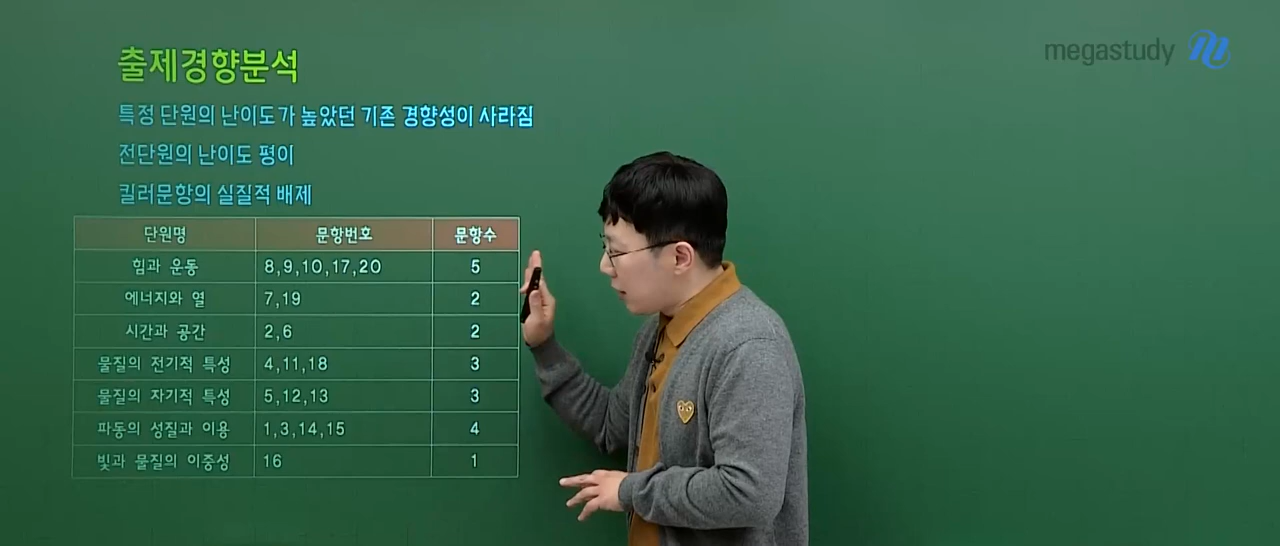 megastudy
출제경향분석
특정 단원의 난이도가 높았던 기존 경향성이 사라짐
전단원의 난이도 평이
킬러문항의 실질적 배제
단원명 문항번호 문항수
힘과 운동 8,9,10,17,20 5
에너지와 열 7,19 2
시간과 공간 2,6 2
물질의 전기적 특성 4,11,18 3
물질의 자기적 특성 5,12,13 3
파동의 성질과 이용 1,3,14,15 4
빛과 물질의 이중성 16 1